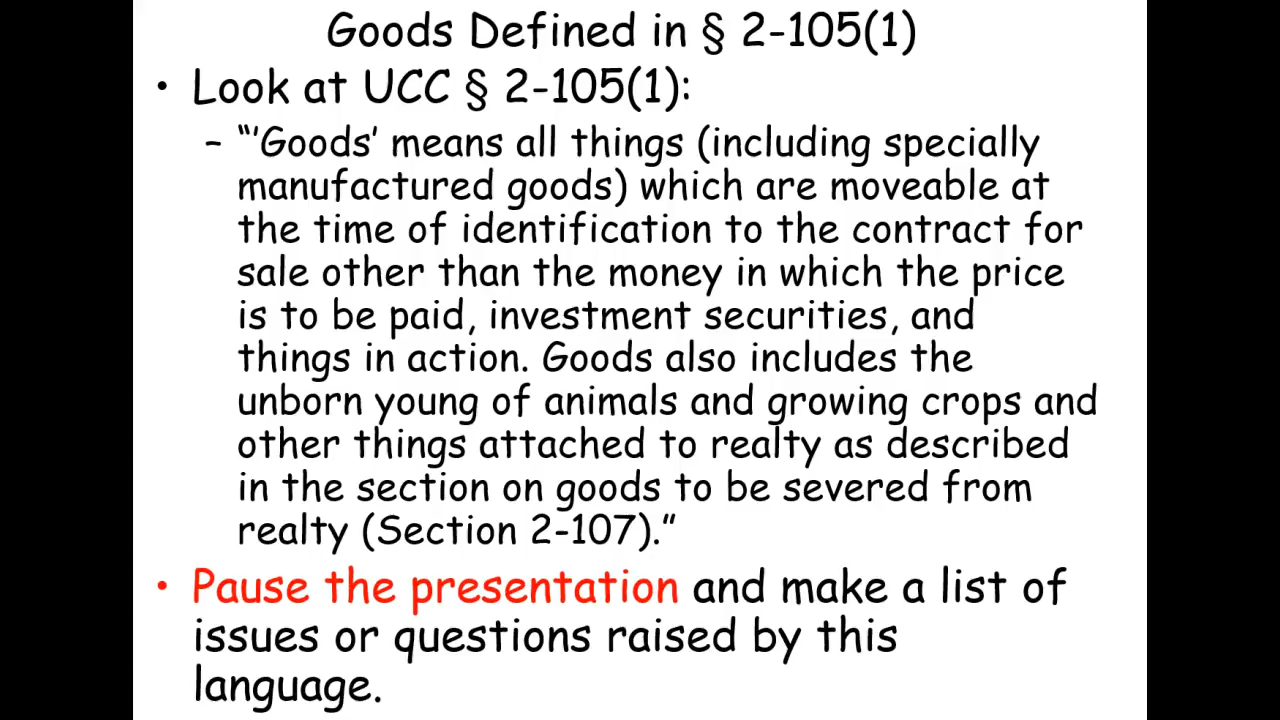 Goods Defined in § 2-105(1)
• Look at UCC § 2-105(1):
– “‘Goods’ means all things (including specially
manufactured goods) which are moveable at
the time of identification to the contract for
sale other than the money in which the price
is to be paid, investment securities, and
things in action. Goods also includes the
unborn young of animals and growing crops and
other things attached to realty as described
in the section on goods to be severed from
realty (Section 2-107).”
• Pause the presentation and make a list of
issues or questions raised by this
language.